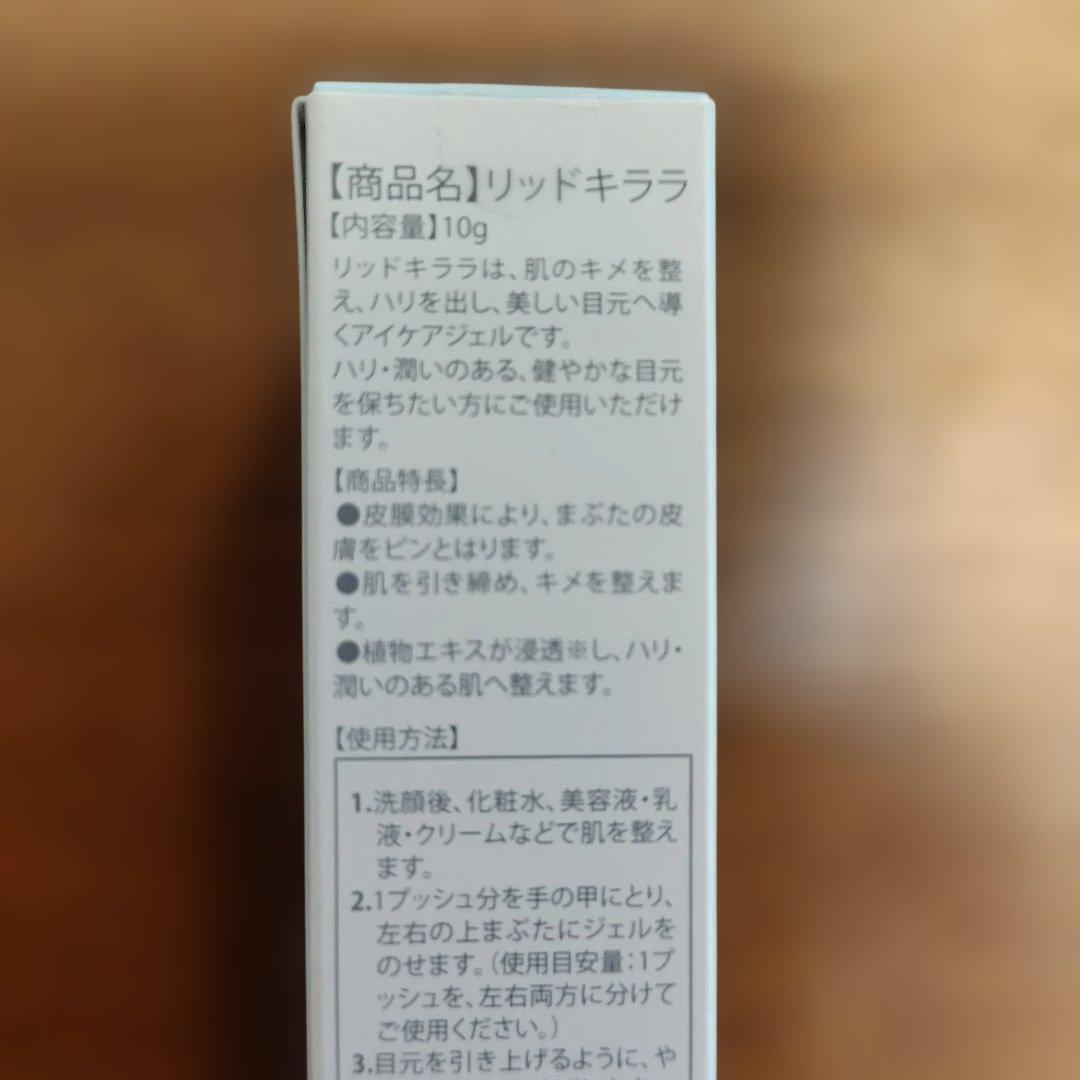 【商品名】リッドキララ
【内容量】10g
リッドキララは、肌のキメを整
え、ハリを出し、美しい目元へ導
くアイケアジェルです。
ハリ・潤いのある、健やかな目元
を保ちたい方にご使用いただけ
ます。
【商品特長】
●皮膜効果により、まぶたの皮
膚をピンとはります。
●肌を引き締め、キメを整えま
す。
●植物エキスが浸透※し、ハリ・
潤いのある肌へ整えます。
【使用方法】
1.洗顔後、化粧水、美容液・乳
液・クリームなどで肌を整え
ます。
2.1プッシュ分を手の甲にとり、
左右の上まぶたにジェルを
のせます。(使用目安量:1プ
ッシュを、左右両方に分けて
ご使用ください。)
3.目元を引き上げるように、や